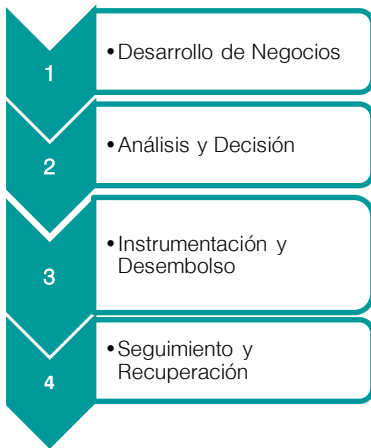 1
•Desarrollo de Negocios
2
•Análisis y Decisión
3
•Instrumentación y
Desembolso
4
•Seguimiento y
Recuperación